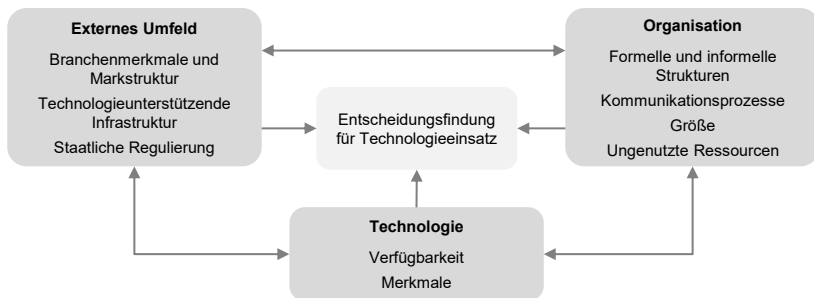 Externes Umfeld
Branchenmerkmale und
Markstruktur
Technologieunterstützende
Infrastruktur
Staatliche Regulierung
Entscheidungsfindung
für Technologieeinsatz
Organisation
Formelle und informelle
Strukturen
Kommunikationsprozesse
Größe
Ungenutzte Ressourcen
Technologie
Verfügbarkeit
Merkmale